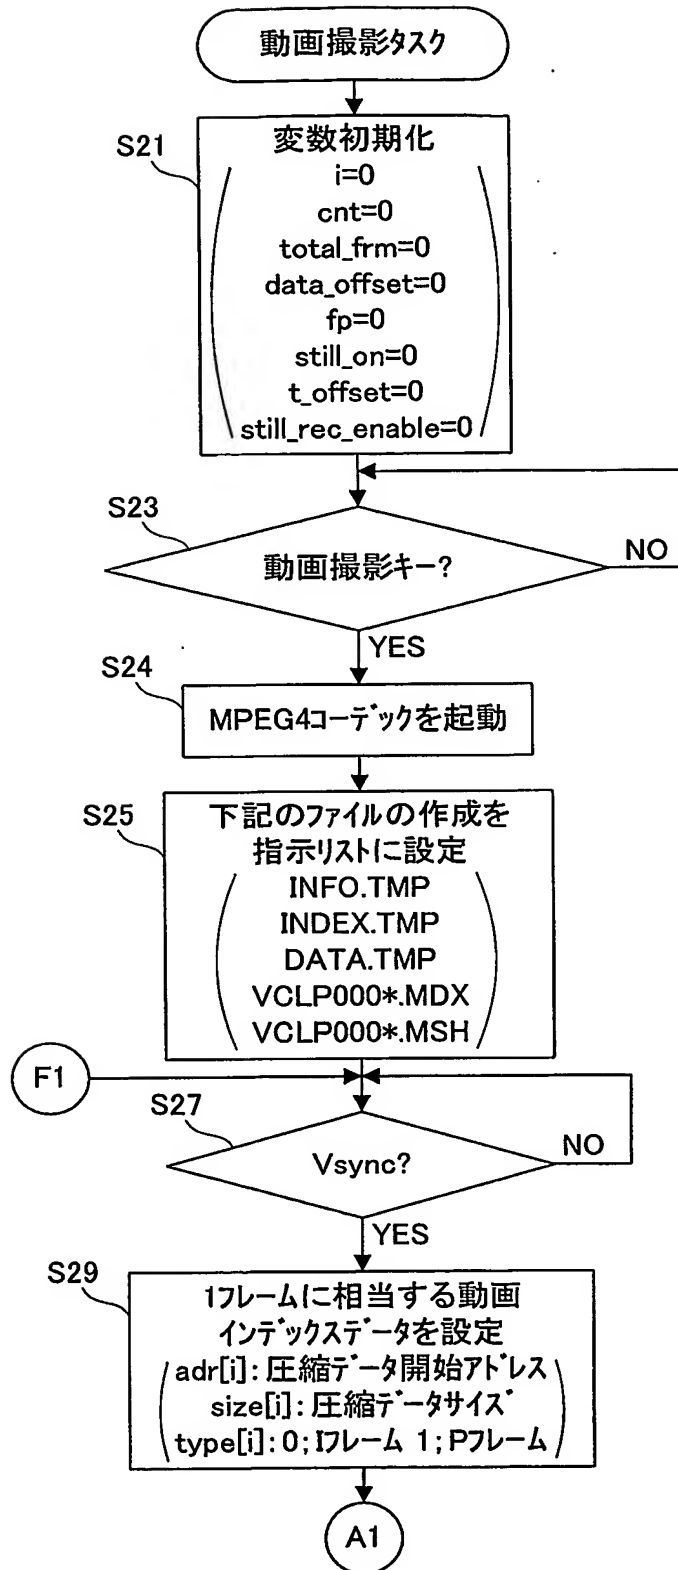 動画撮影タスク
S21
変数初期化
i=0
cnt=0
total_frm=0
data_offset=0
fp=0
still_on=0
t_offset=0
still_rec_enable=0
S23
動画撮影キー?
NO
YES
S24
MPEG4コーデックを起動
S25
下記のファイルの作成を
指示リストに設定
INFO.TMP
INDEX.TMP
DATA.TMP
VCLP000*.MDX
VCLP000*.MSH
F1
S27
Vsync?
NO
YES
S29
1フレームに相当する動画
インデックスデータを設定
adr[i]:圧縮データ開始アドレス
size[i]:圧縮データサイズ
type[i]:0;Iフレーム 1;Pフレーム
A1